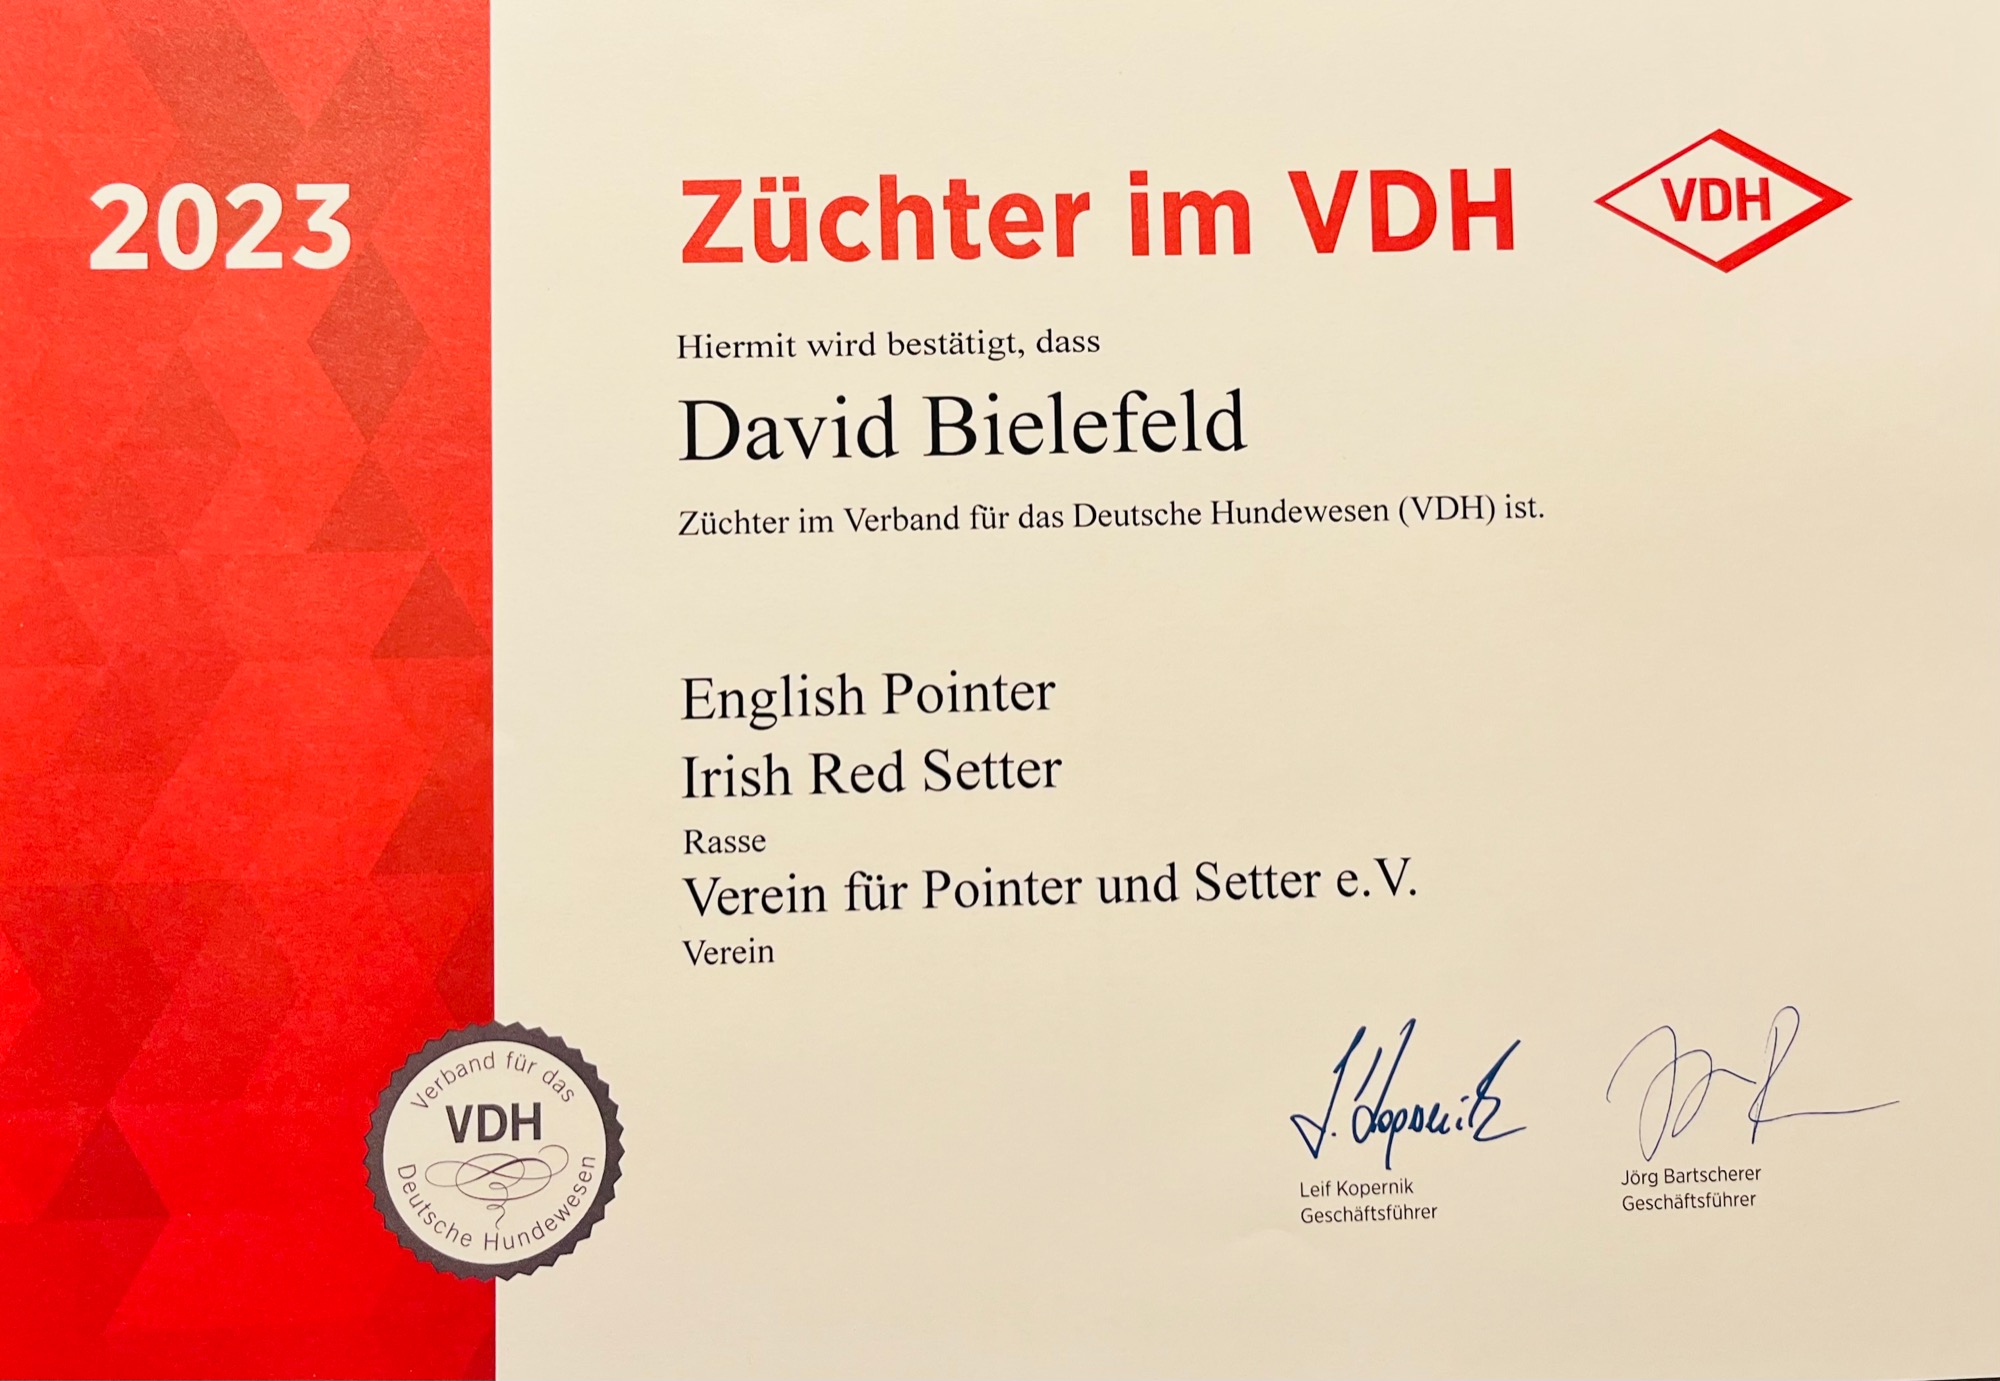 2023
Züchter im VDH
VDH
Hiermit wird bestätigt, dass
David Bielefeld
Züchter im Verband für das Deutsche Hundewesen (VDH) ist.
English Pointer
Irish Red Setter
Rasse
Verein für Pointer und Setter e.V.
Verein
Verband für das
VDH
Deutsche Hundewesen
L. Kopernik
Leif Kopernik
Geschäftsführer
Jörg Bartscherer
Geschäftsführer